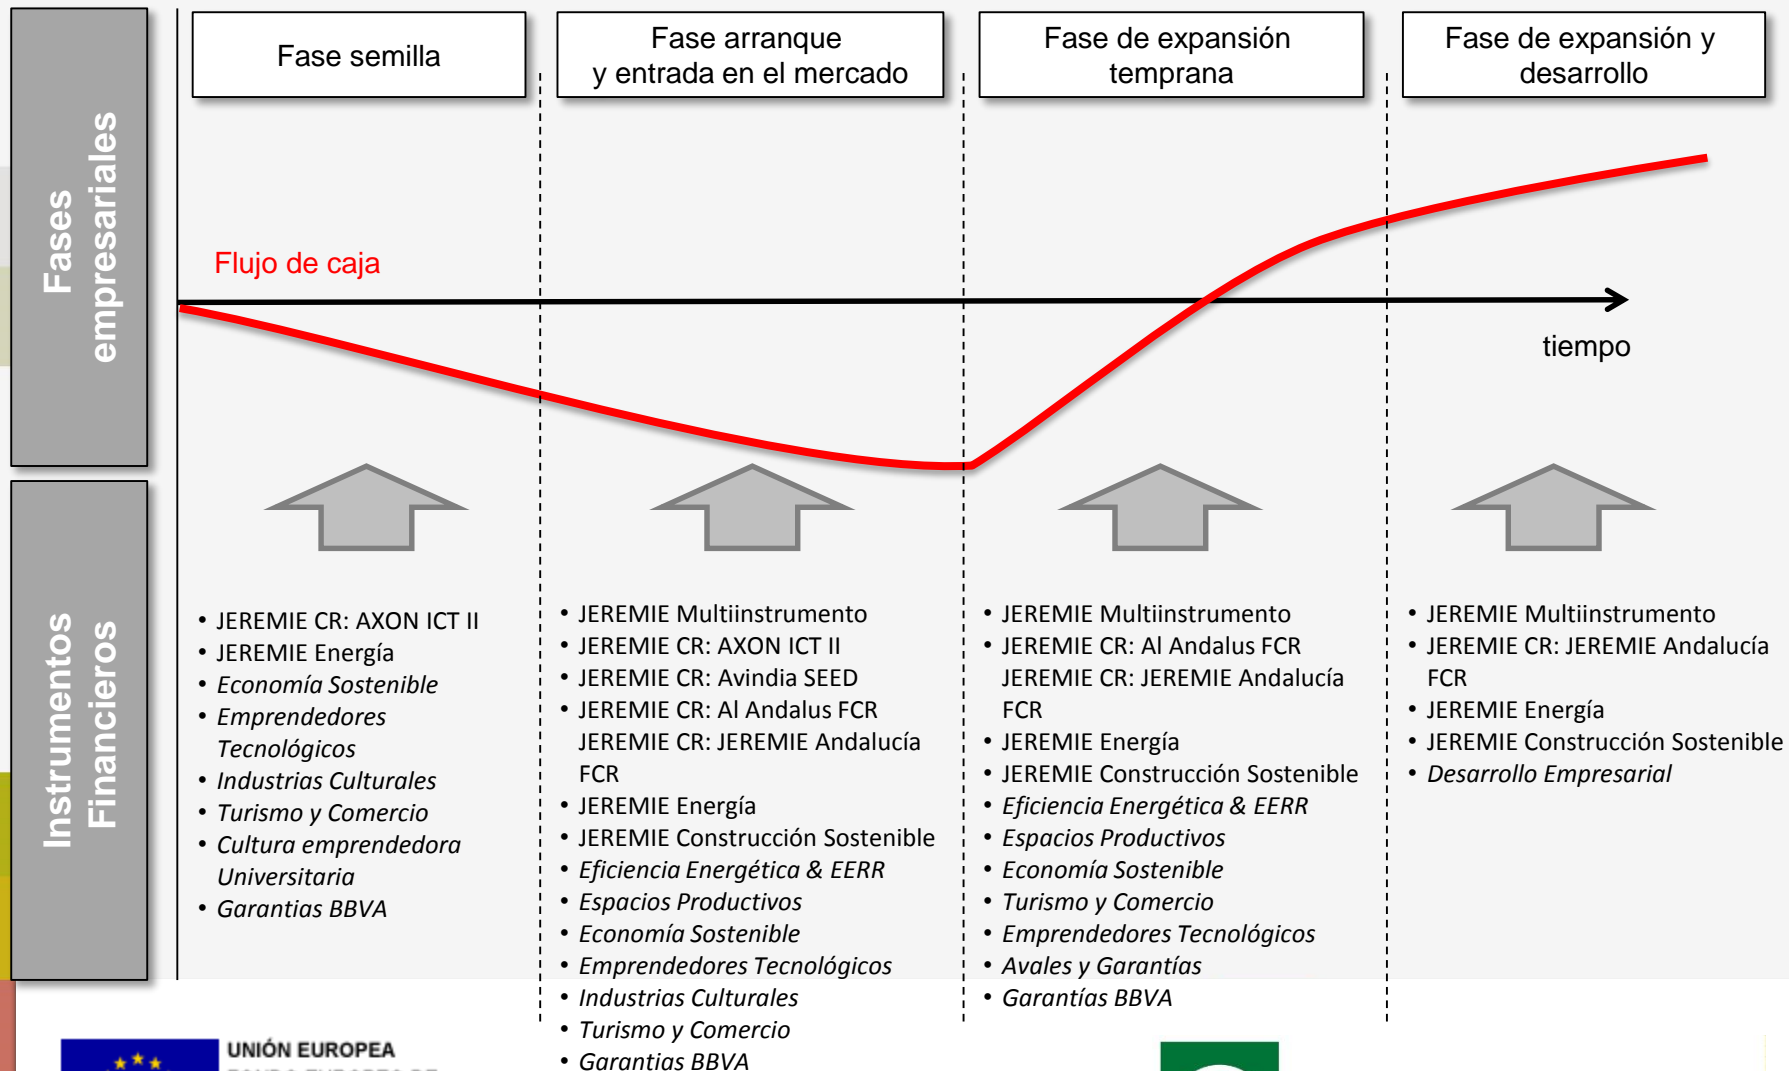 Fases
empresariales
Fase semilla
Fase arranque
y entrada en el mercado
Fase de expansión
temprana
Fase de expansión y
desarrollo
Flujo de caja
tiempo
Instrumentos
Financieros
• JEREMIE CR: AXON ICT II
• JEREMIE Energía
• Economía Sostenible
• Emprendedores
Tecnológicos
• Industrias Culturales
• Turismo y Comercio
• Cultura emprendedora
Universitaria
• Garantias BBVA
• JEREMIE Multiinstrumento
• JEREMIE CR: AXON ICT II
• JEREMIE CR: Avindia SEED
• JEREMIE CR: Al Andalus FCR
JEREMIE CR: JEREMIE Andalucía
FCR
• JEREMIE Energía
• JEREMIE Construcción Sostenible
• Eficiencia Energética & EERR
• Espacios Productivos
• Economía Sostenible
• Emprendedores Tecnológicos
• Industrias Culturales
• Turismo y Comercio
• Garantias BBVA
• JEREMIE Multiinstrumento
• JEREMIE CR: Al Andalus FCR
JEREMIE CR: JEREMIE Andalucía
FCR
• JEREMIE Energía
• JEREMIE Construcción Sostenible
• Eficiencia Energética & EERR
• Espacios Productivos
• Economía Sostenible
• Turismo y Comercio
• Emprendedores Tecnológicos
• Avales y Garantías
• Garantías BBVA
• JEREMIE Multiinstrumento
• JEREMIE CR: JEREMIE Andalucía
FCR
• JEREMIE Energía
• JEREMIE Construcción Sostenible
• Desarrollo Empresarial
UNIÓN EUROPEA